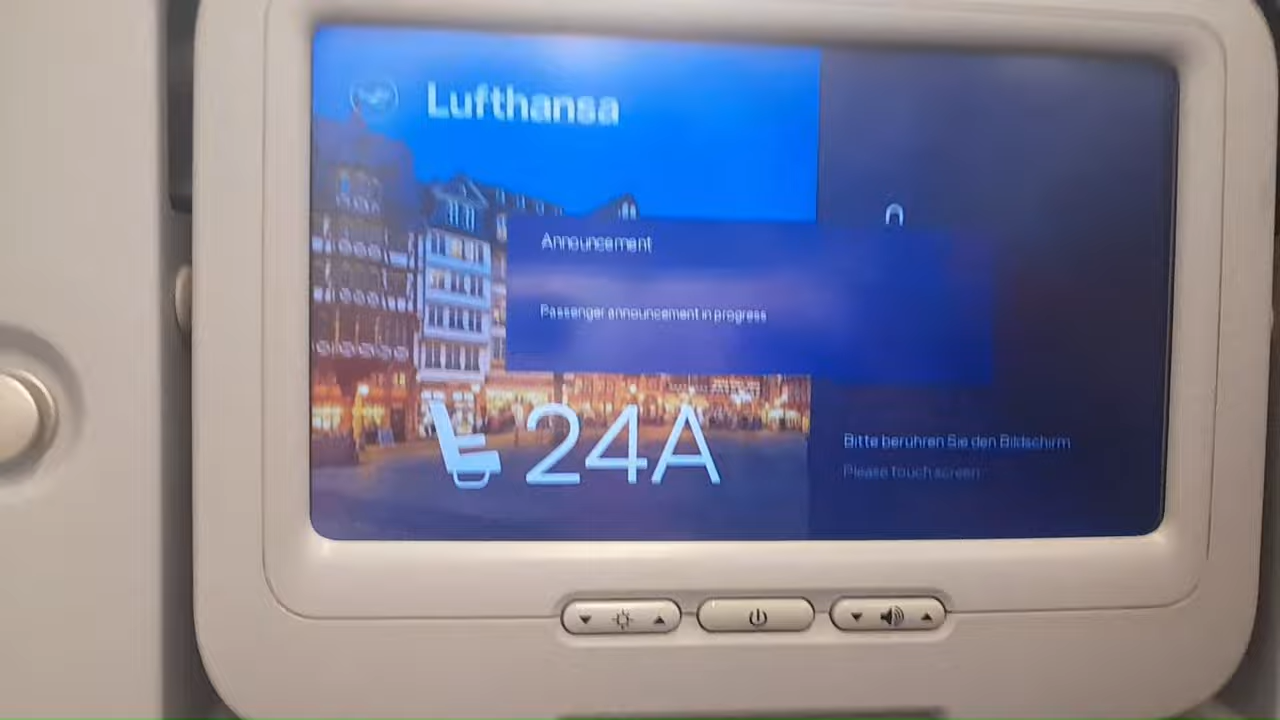 Lufthansa
Announcement
Passenger announcement in progress
24A
Bitte berühren Sie den Bildschirm
Please touch screen